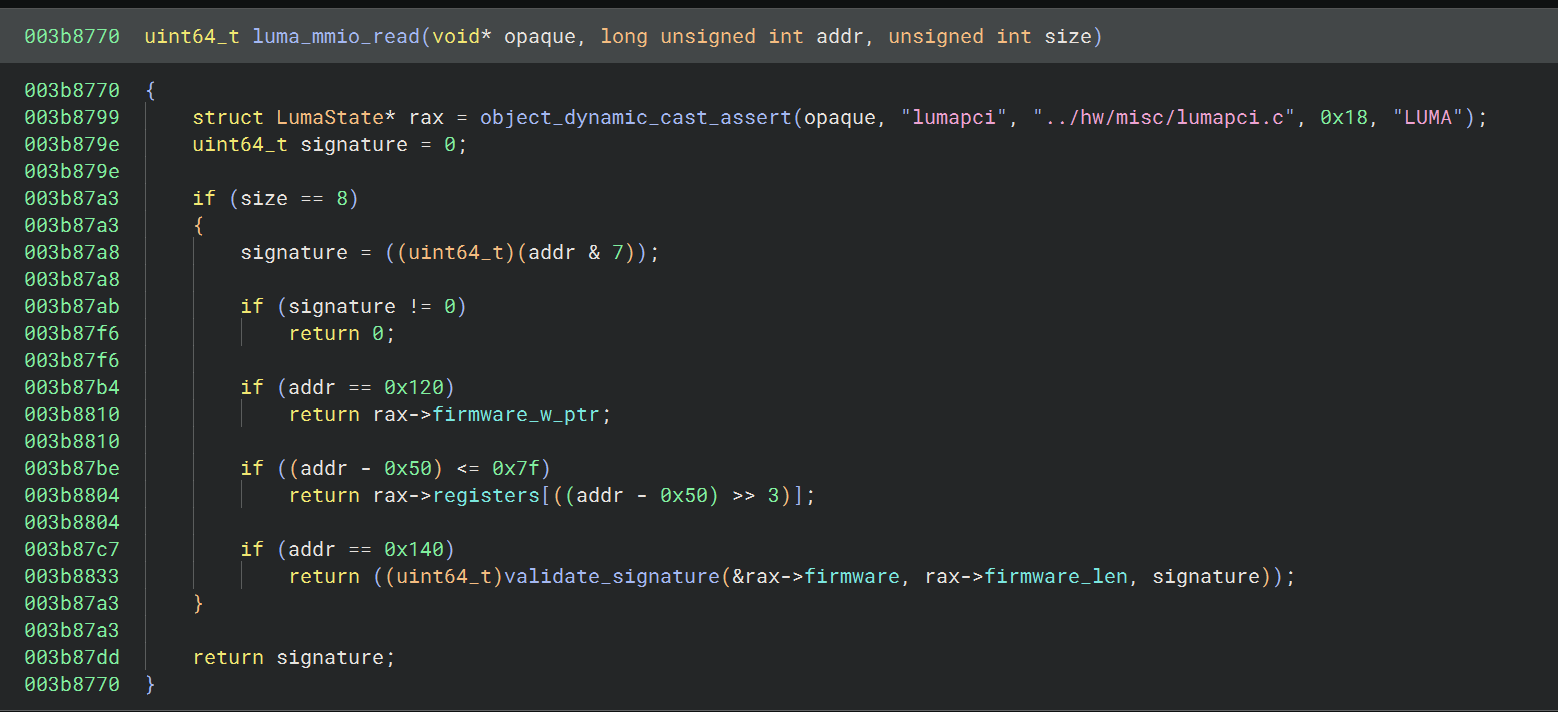 003b8770 uint64_t luma_mmio_read(void* opaque, long unsigned int addr, unsigned int size)
003b8770 {
003b8799     struct LumaState* rax = object_dynamic_cast_assert(opaque, "lumapci", "../hw/misc/lumapci.c", 0x18, "LUMA");
003b879e     uint64_t signature = 0;
003b879e
003b87a3     if (size == 8)
003b87a3     {
003b87a8         signature = ((uint64_t)(addr & 7));
003b87a8
003b87ab         if (signature != 0)
003b87f6             return 0;
003b87f6
003b87b4         if (addr == 0x120)
003b8810             return rax->firmware_w_ptr;
003b8810
003b87be         if ((addr - 0x50) <= 0x7f)
003b8804             return rax->registers[((addr - 0x50) >> 3)];
003b8804
003b87c7         if (addr == 0x140)
003b8833             return ((uint64_t)validate_signature(&rax->firmware, rax->firmware_len, signature));
003b87a3     }
003b87a3
003b87dd     return signature;
003b8770 }